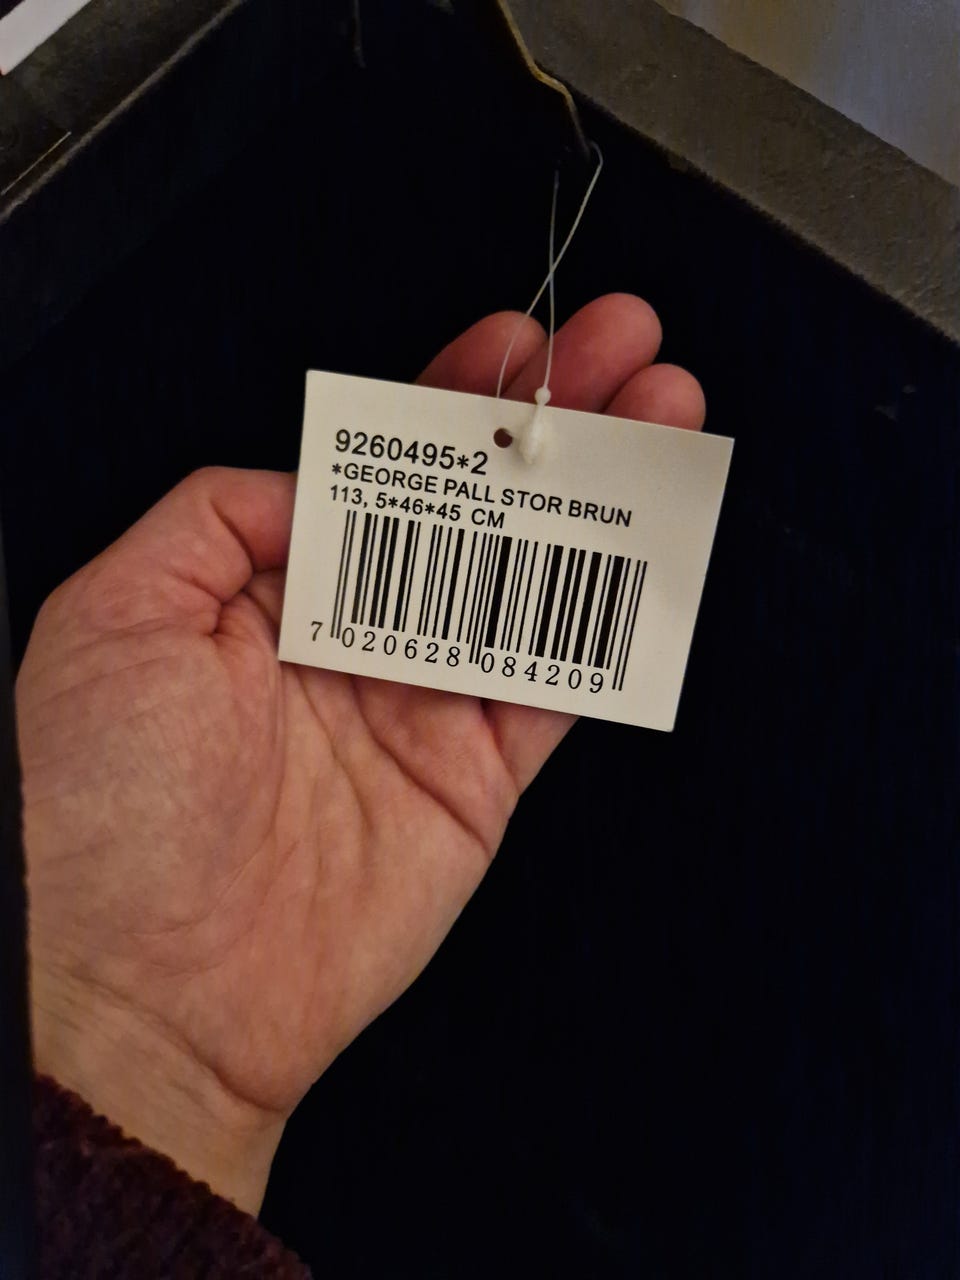 9260495*2
*GEORGE PALL STOR BRUN
113, 5*46*45 CM
7 020628 084209